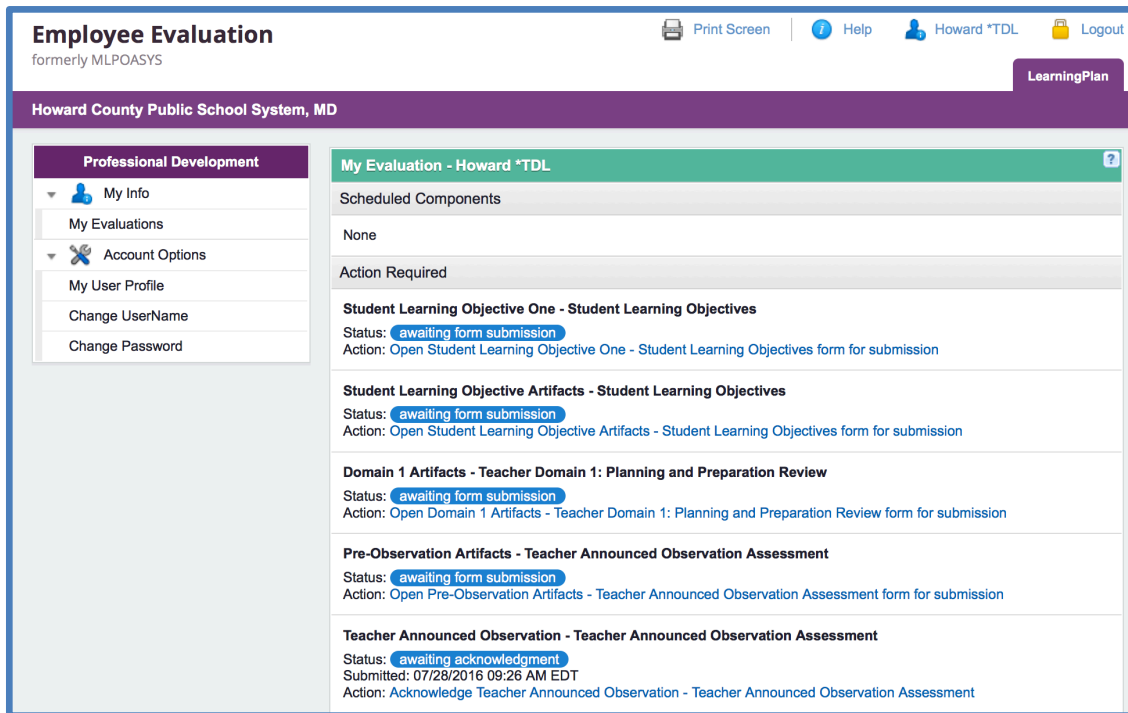 Employee Evaluation
formerly MLPOASYS
Print Screen
Help
Howard *TDL
Logout
LearningPlan
Howard County Public School System, MD
Professional Development
My Info
My Evaluations
Account Options
My User Profile
Change UserName
Change Password
My Evaluation - Howard *TDL
?
Scheduled Components
None
Action Required
Student Learning Objective One - Student Learning Objectives
Status: awaiting form submission
Action: Open Student Learning Objective One - Student Learning Objectives form for submission
Student Learning Objective Artifacts - Student Learning Objectives
Status: awaiting form submission
Action: Open Student Learning Objective Artifacts - Student Learning Objectives form for submission
Domain 1 Artifacts - Teacher Domain 1: Planning and Preparation Review
Status: awaiting form submission
Action: Open Domain 1 Artifacts - Teacher Domain 1: Planning and Preparation Review form for submission
Pre-Observation Artifacts - Teacher Announced Observation Assessment
Status: awaiting form submission
Action: Open Pre-Observation Artifacts - Teacher Announced Observation Assessment form for submission
Teacher Announced Observation - Teacher Announced Observation Assessment
Status: awaiting acknowledgment
Submitted: 07/28/2016 09:26 AM EDT
Action: Acknowledge Teacher Announced Observation - Teacher Announced Observation Assessment